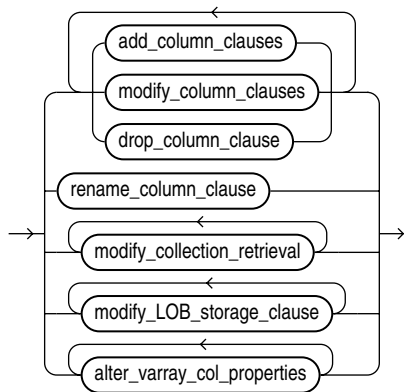 add_column_clauses
modify_column_clauses
drop_column_clause
rename_column_clause
modify_collection_retrieval
modify_LOB_storage_clause
alter_varray_col_properties